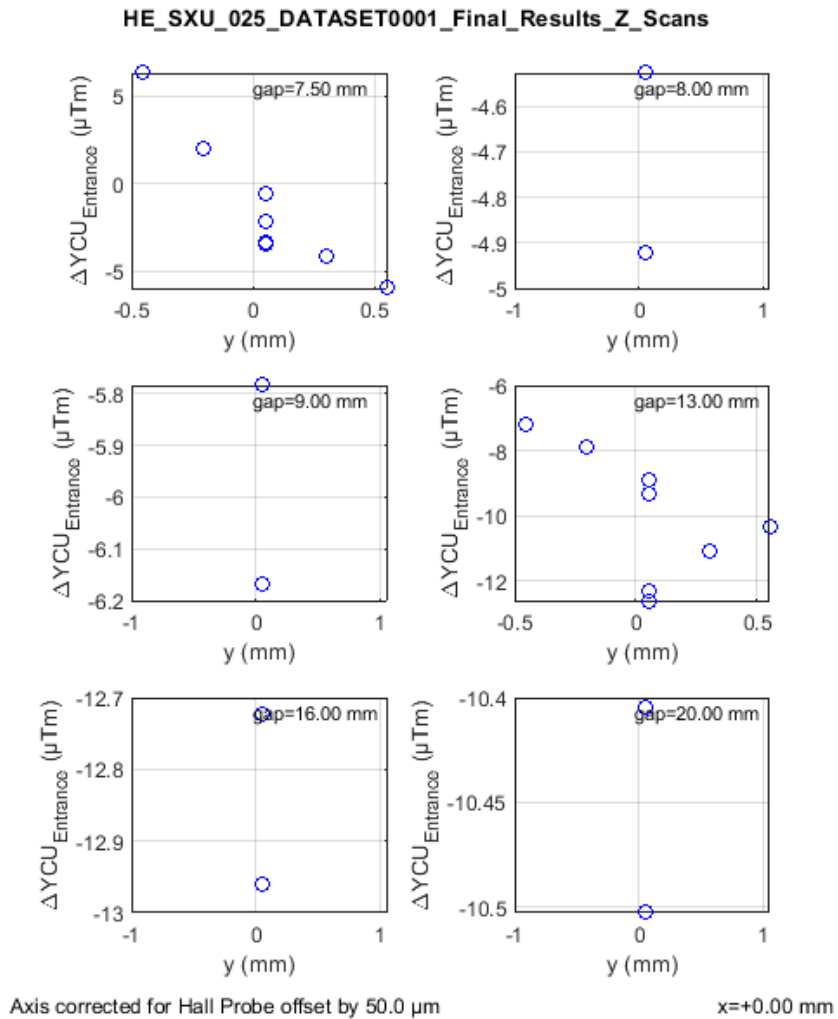 HE_SXU_025_DATASET0001_Final_Results_Z_Scans
gap=7.50 mm
5
0
-5
-0.5
0
0.5
y (mm)
ΔYCU_Entrance (μTm)
gap=8.00 mm
-4.6
-4.7
-4.8
-4.9
-5
-1
0
1
y (mm)
ΔYCU_Entrance (μTm)
gap=9.00 mm
-5.8
-5.9
-6
-6.1
-6.2
-1
0
1
y (mm)
ΔYCU_Entrance (μTm)
gap=13.00 mm
-6
-8
-10
-12
-0.5
0
0.5
y (mm)
ΔYCU_Entrance (μTm)
gap=16.00 mm
-12.7
-12.8
-12.9
-13
-1
0
1
y (mm)
ΔYCU_Entrance (μTm)
gap=20.00 mm
-10.4
-10.45
-10.5
-1
0
1
y (mm)
ΔYCU_Entrance (μTm)
Axis corrected for Hall Probe offset by 50.0 μm
x=+0.00 mm